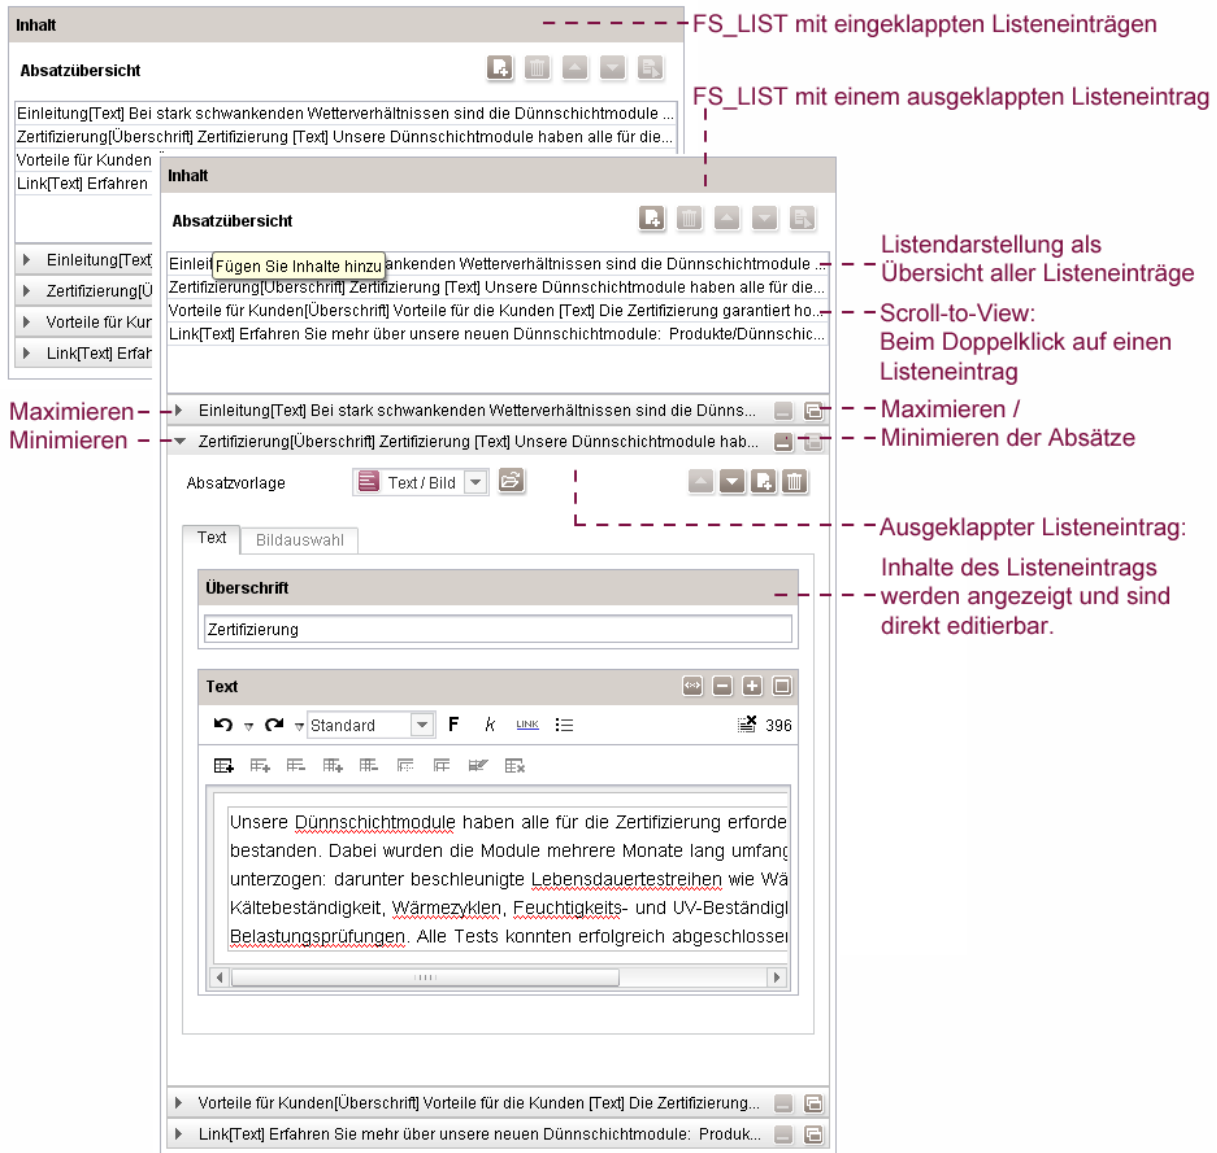 Inhalt
FS_LIST mit eingeklappten Listeneinträgen
Absatzübersicht
FS_LIST mit einem ausgeklappten Listeneintrag
Einleitung[Text] Bei stark schwankenden Wetterverhältnissen sind die Dünnschichtmodule ...
Zertifizierung[Überschrift] Zertifizierung [Text] Unsere Dünnschichtmodule haben alle für die...
Vorteile für Kunden
Link[Text] Erfahren
Einleitung[Text]
Zertifizierung[Ü
Vorteile für Kun
Link[Text] Erfah
Inhalt
Absatzübersicht
Einleit
Fügen Sie Inhalte hinzu
ankenden Wetterverhältnissen sind die Dünnschichtmodule ...
Zertifizierung[Überschrift] Zertifizierung [Text] Unsere Dünnschichtmodule haben alle für die...
Vorteile für Kunden[Überschrift] Vorteile für die Kunden [Text] Die Zertifizierung garantiert ho...
Link[Text] Erfahren Sie mehr über unsere neuen Dünnschichtmodule: Produkte/Dünnschic...
Listendarstellung als
Übersicht aller Listeneinträge
Scroll-to-View:
Beim Doppelklick auf einen
Listeneintrag
Maximieren
Einleitung[Text] Bei stark schwankenden Wetterverhältnissen sind die Dünns...
Maximieren /
Minimieren
Zertifizierung[Überschrift] Zertifizierung [Text] Unsere Dünnschichtmodule hab...
Minimieren der Absätze
Absatzvorlage
Text / Bild
Ausgeklappter Listeneintrag:
Text
Bildauswahl
Inhalte des Listeneintrags
werden angezeigt und sind
direkt editierbar.
Überschrift
Zertifizierung
Text
Standard
F
k
LINK
396
Unsere Dünnschichtmodule haben alle für die Zertifizierung erforde
bestanden. Dabei wurden die Module mehrere Monate lang umfang
unterzogen: darunter beschleunigte Lebensdauertestreihen wie Wä
Kältebeständigkeit, Wärmezyklen, Feuchtigkeits- und UV-Beständigl
Belastungsprüfungen. Alle Tests konnten erfolgreich abgeschlossen
Vorteile für Kunden[Überschrift] Vorteile für die Kunden [Text] Die Zertifizierung...
Link[Text] Erfahren Sie mehr über unsere neuen Dünnschichtmodule: Produk...